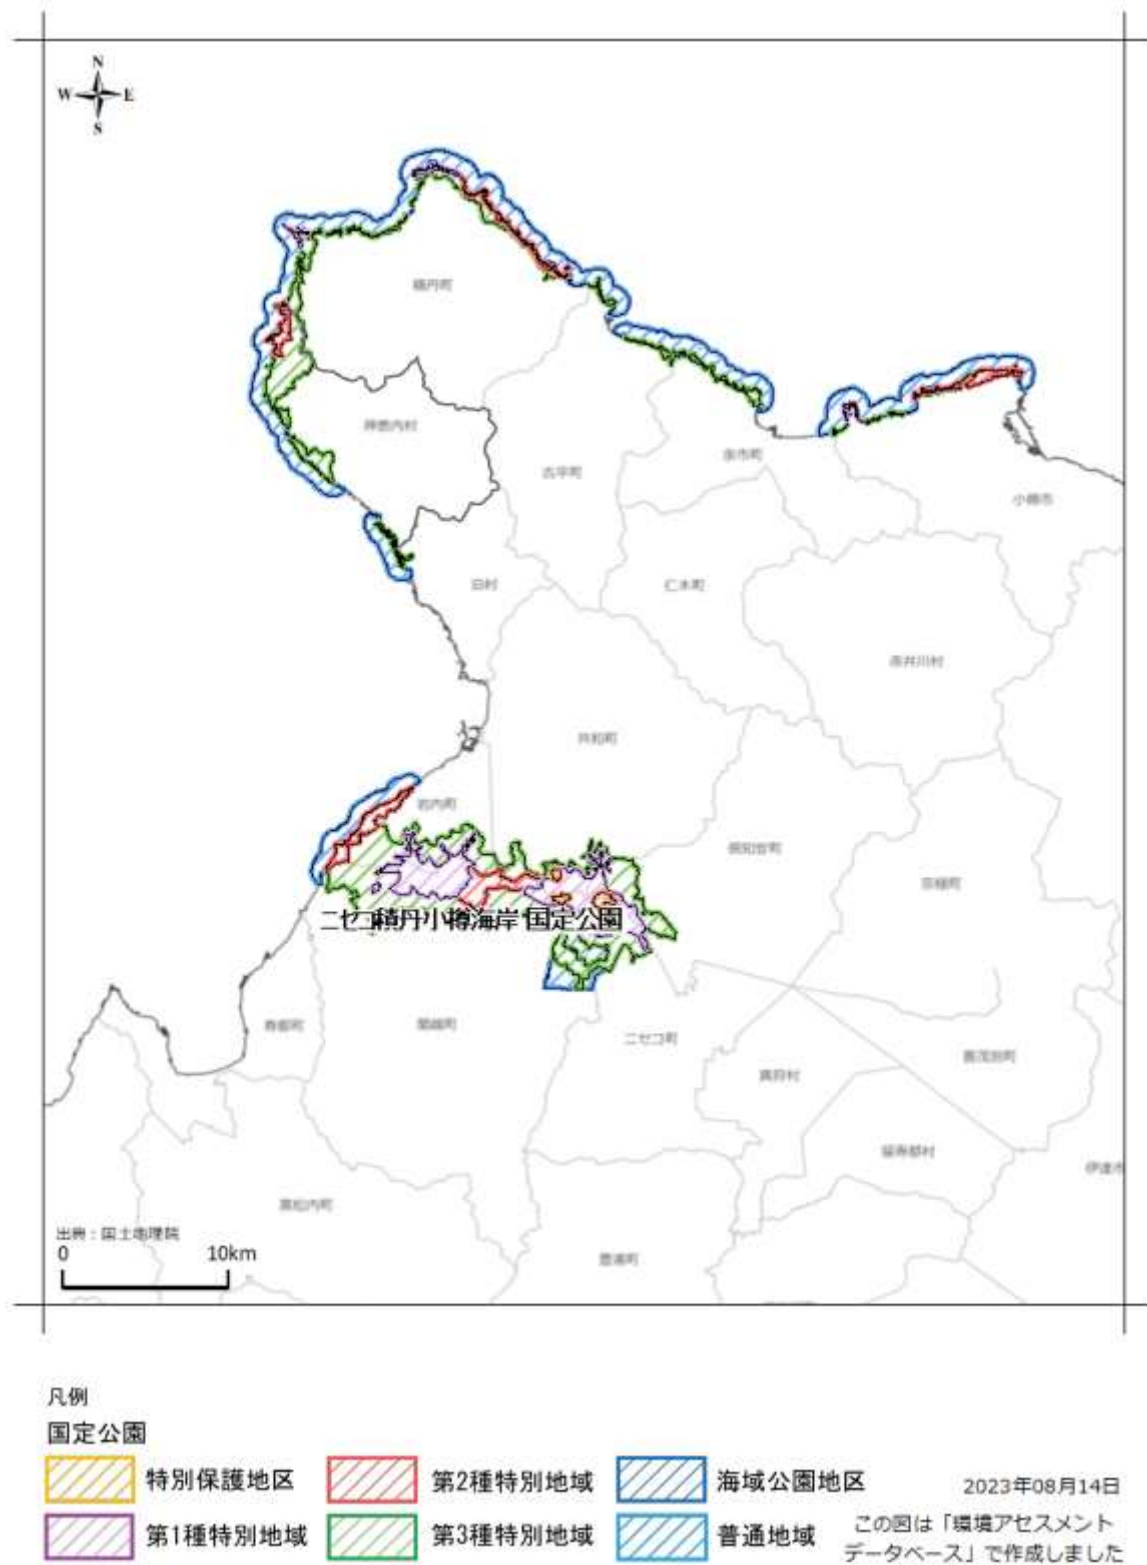 N
W E
S
積丹町
神恵内村
古平町
余市町
小樽市
泊村
仁木町
赤井川村
共和町
岩内町
倶知安町
京極町
ニセコ積丹小樽海岸 国定公園
寿都町
蘭越町
ニセコ町
喜茂別町
真狩村
留寿都村
伊達市
黒松内町
豊浦町
出典：国土地理院
0 10km
凡例
国定公園
特別保護地区 第2種特別地域 海域公園地区
第1種特別地域 第3種特別地域 普通地域
2023年08月14日
この図は「環境アセスメント
データベース」で作成しました